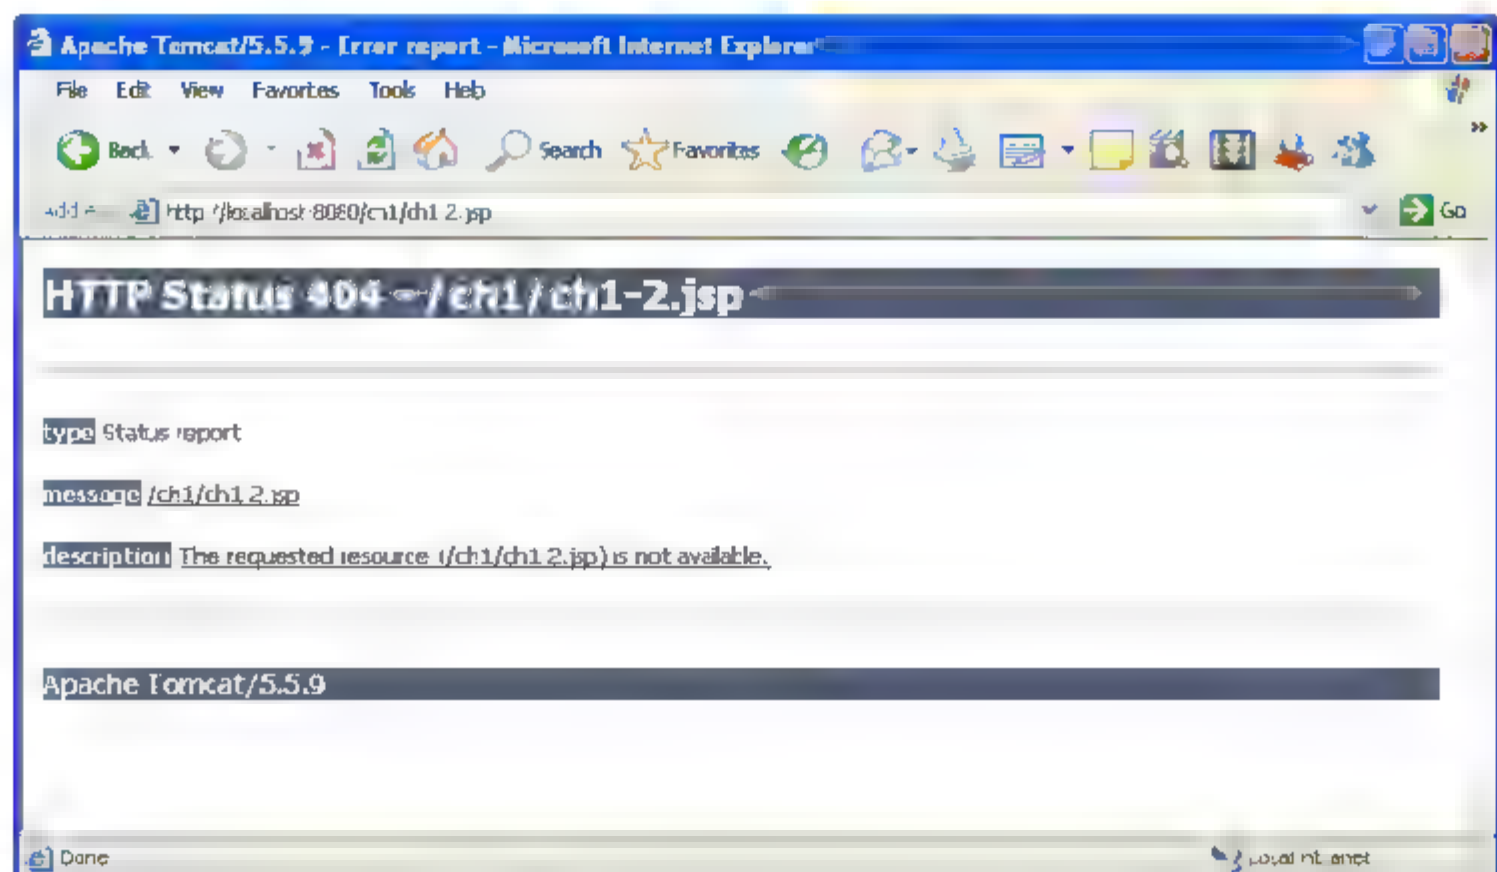 Apache Tomcat/5.5.9 - Error report - Microsoft Internet Explorer
File Edit View Favorites Tools Help
Back Search Favorites
http://localhost:8080/ch1/ch1-2.jsp Go
HTTP Status 404 - /ch1/ch1-2.jsp
type Status report
message /ch1/ch1-2.jsp
description The requested resource (/ch1/ch1-2.jsp) is not available.
Apache Tomcat/5.5.9
Done Local intranet